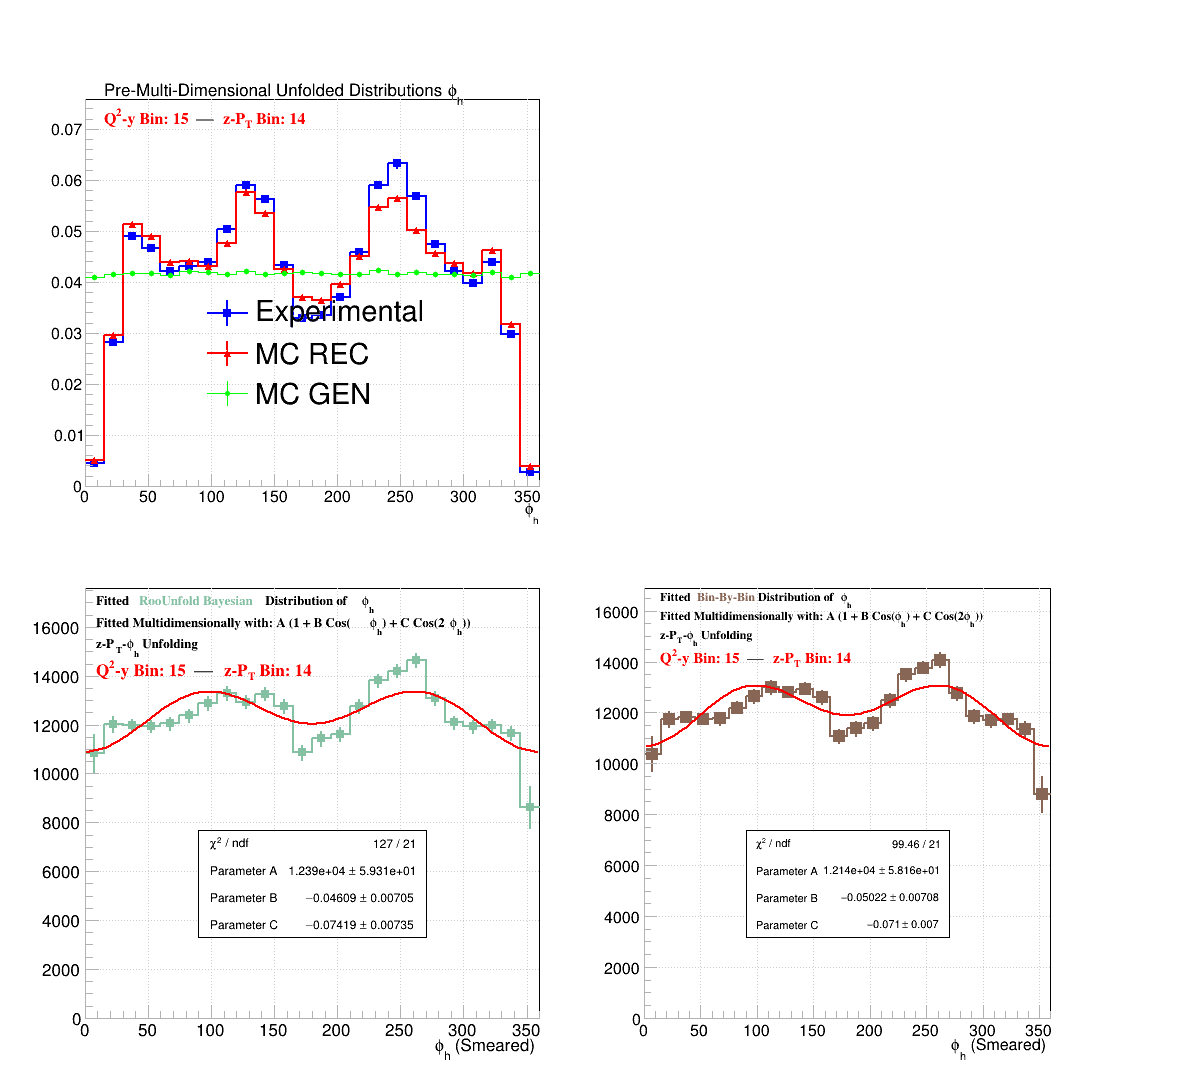 Pre-Multi-Dimensional Unfolded Distributions ϕh
Q2-y Bin: 15 — z-PT Bin: 14
0.07
0.06
0.05
0.04
0.03
0.02
0.01
0
Experimental
MC REC
MC GEN
0 50 100 150 200 250 300 350
ϕh
Fitted RooUnfold Bayesian Distribution of ϕh
Fitted Multidimensionally with: A (1 + B Cos( ϕh) + C Cos(2 ϕh))
z-PT-ϕh Unfolding
Q2-y Bin: 15 — z-PT Bin: 14
16000
14000
12000
10000
8000
6000
4000
2000
0
χ2 / ndf 127 / 21
Parameter A 1.239e+04 ± 5.931e+01
Parameter B −0.04609 ± 0.00705
Parameter C −0.07419 ± 0.00735
0 50 100 150 200 250 300 350
ϕh (Smeared)
Fitted Bin-By-Bin Distribution of ϕh
Fitted Multidimensionally with: A (1 + B Cos(ϕh) + C Cos(2ϕh))
z-PT-ϕh Unfolding
Q2-y Bin: 15 — z-PT Bin: 14
16000
14000
12000
10000
8000
6000
4000
2000
0
χ2 / ndf 99.46 / 21
Parameter A 1.214e+04 ± 5.816e+01
Parameter B −0.05022 ± 0.00708
Parameter C −0.071 ± 0.007
0 50 100 150 200 250 300 350
ϕh (Smeared)